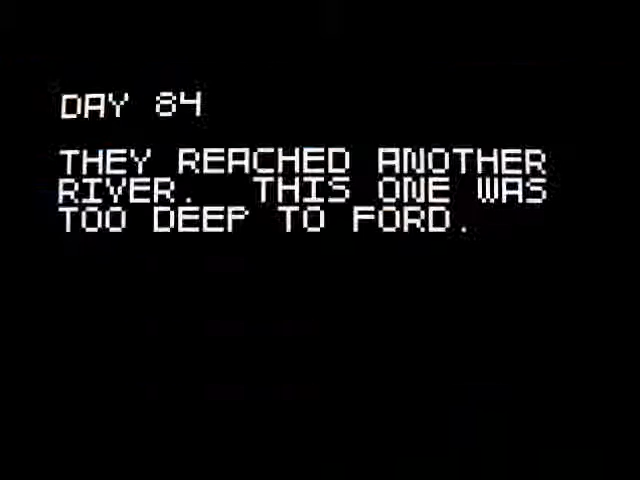 DAY 84
THEY REACHED ANOTHER
RIVER. THIS ONE WAS
TOO DEEP TO FORD.